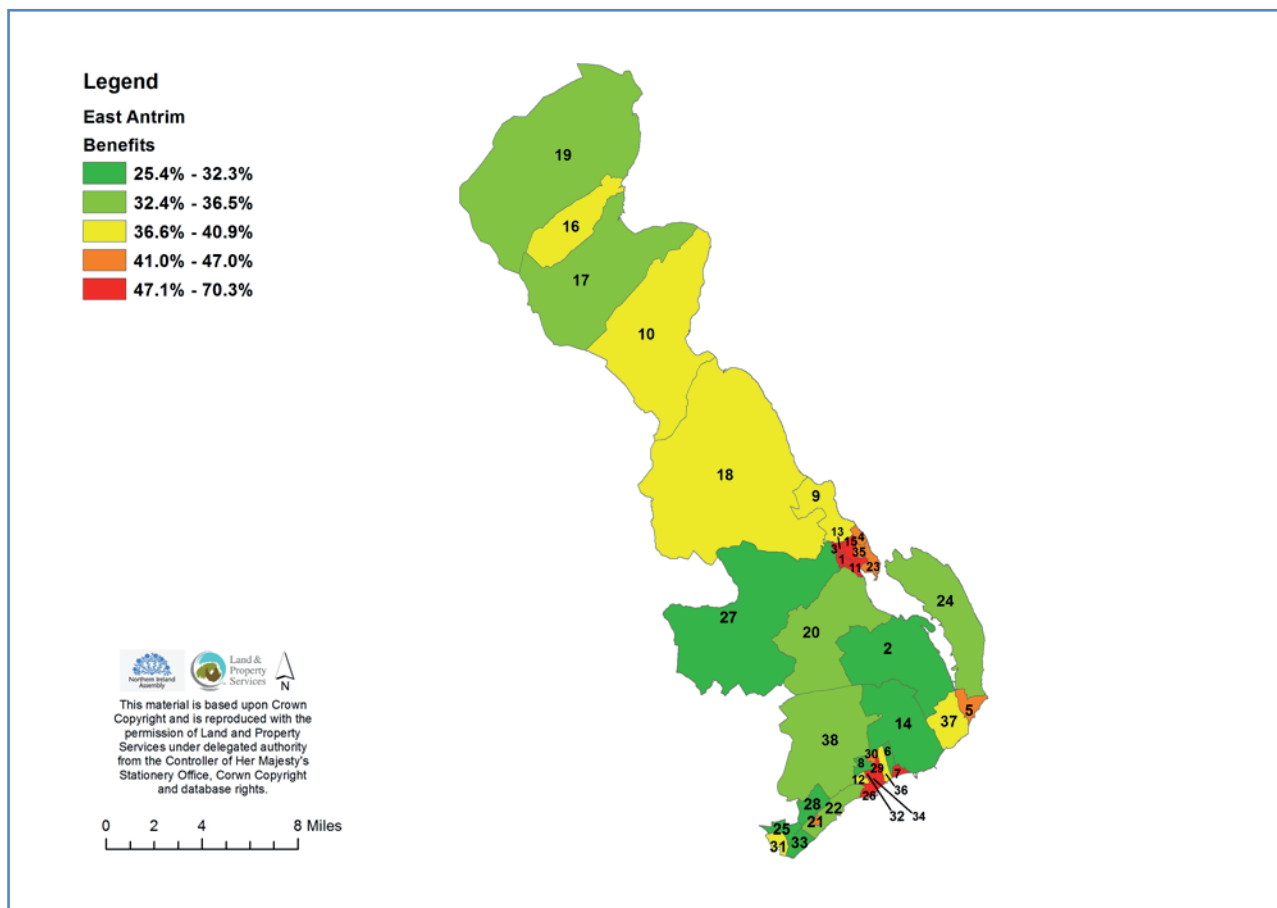 Legend
East Antrim
Benefits
25.4% - 32.3%
32.4% - 36.5%
36.6% - 40.9%
41.0% - 47.0%
47.1% - 70.3%
19
16
17
10
18
9
13
4
15
3
35
1
11
23
24
27
20
2
5
37
14
38
30
6
8
29
7
12
36
26
32
34
28
22
21
25
33
31
Northern Ireland
Assembly
Land &
Property
Services
N
This material is based upon Crown
Copyright and is reproduced with the
permission of Land and Property
Services under delegated authority
from the Controller of Her Majesty's
Stationery Office, Corwn Copyright
and database rights.
0 2 4 8 Miles